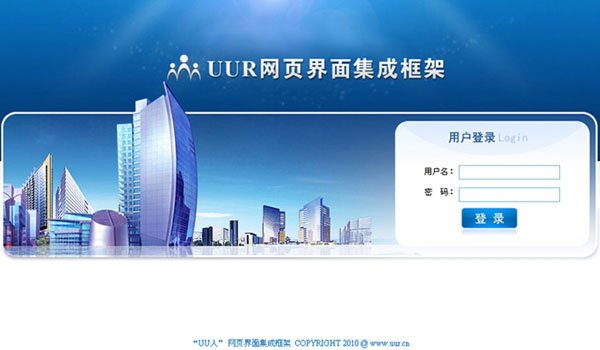 UUR网页界面集成框架
用户登录 Login
用户名：
密 码：
登 录
“UU人” 网页界面集成框架 COPYRIGHT 2010 @ www.uur.cn